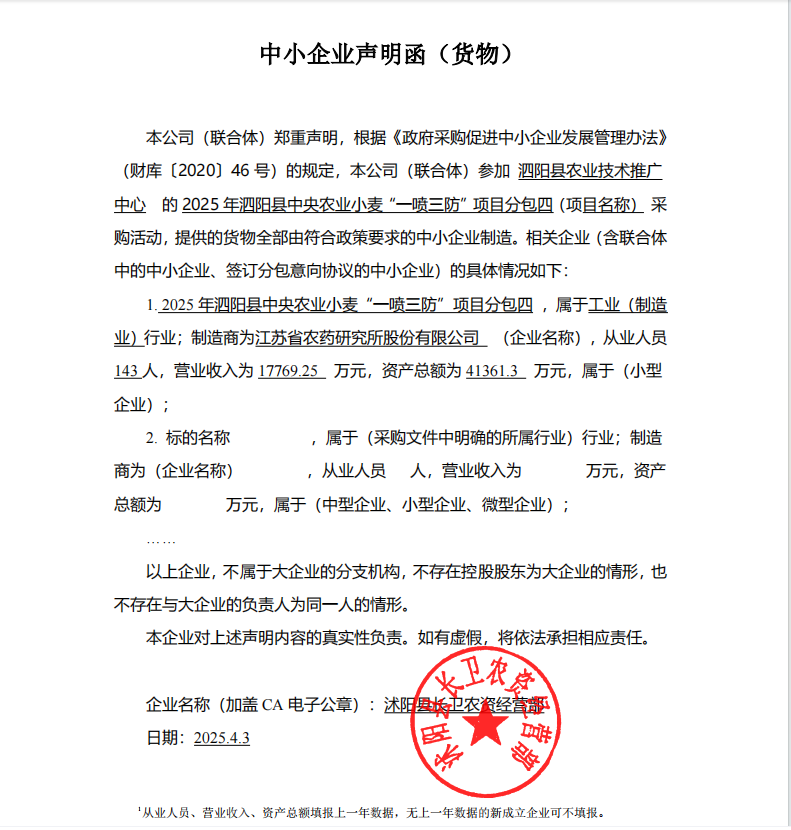 中小企业声明函（货物）
本公司（联合体）郑重声明，根据《政府采购促进中小企业发展管理办法》
（财库〔2020〕46 号）的规定，本公司（联合体）参加 泗阳县农业技术推广
中心 的 2025 年泗阳县中央农业小麦“一喷三防”项目分包四（项目名称） 采
购活动，提供的货物全部由符合政策要求的中小企业制造。相关企业（含联合体
中的中小企业、签订分包意向协议的中小企业）的具体情况如下：
1. 2025 年泗阳县中央农业小麦“一喷三防”项目分包四 ，属于工业（制造
业）行业；制造商为江苏省农药研究所股份有限公司 （企业名称），从业人员
143 人，营业收入为 17769.25 万元，资产总额为 41361.3 万元，属于（小型
企业）；
2. 标的名称 ，属于（采购文件中明确的所属行业）行业；制造
商为（企业名称） ，从业人员 人，营业收入为 万元，资产
总额为 万元，属于（中型企业、小型企业、微型企业）；
……
以上企业，不属于大企业的分支机构，不存在控股股东为大企业的情形，也
不存在与大企业的负责人为同一人的情形。
本企业对上述声明内容的真实性负责。如有虚假，将依法承担相应责任。
企业名称（加盖 CA 电子公章）：沭阳县长卫农资经营部
日期：2025.4.3
沭阳县长卫农资经营部
1从业人员、营业收入、资产总额填报上一年数据，无上一年数据的新成立企业可不填报。